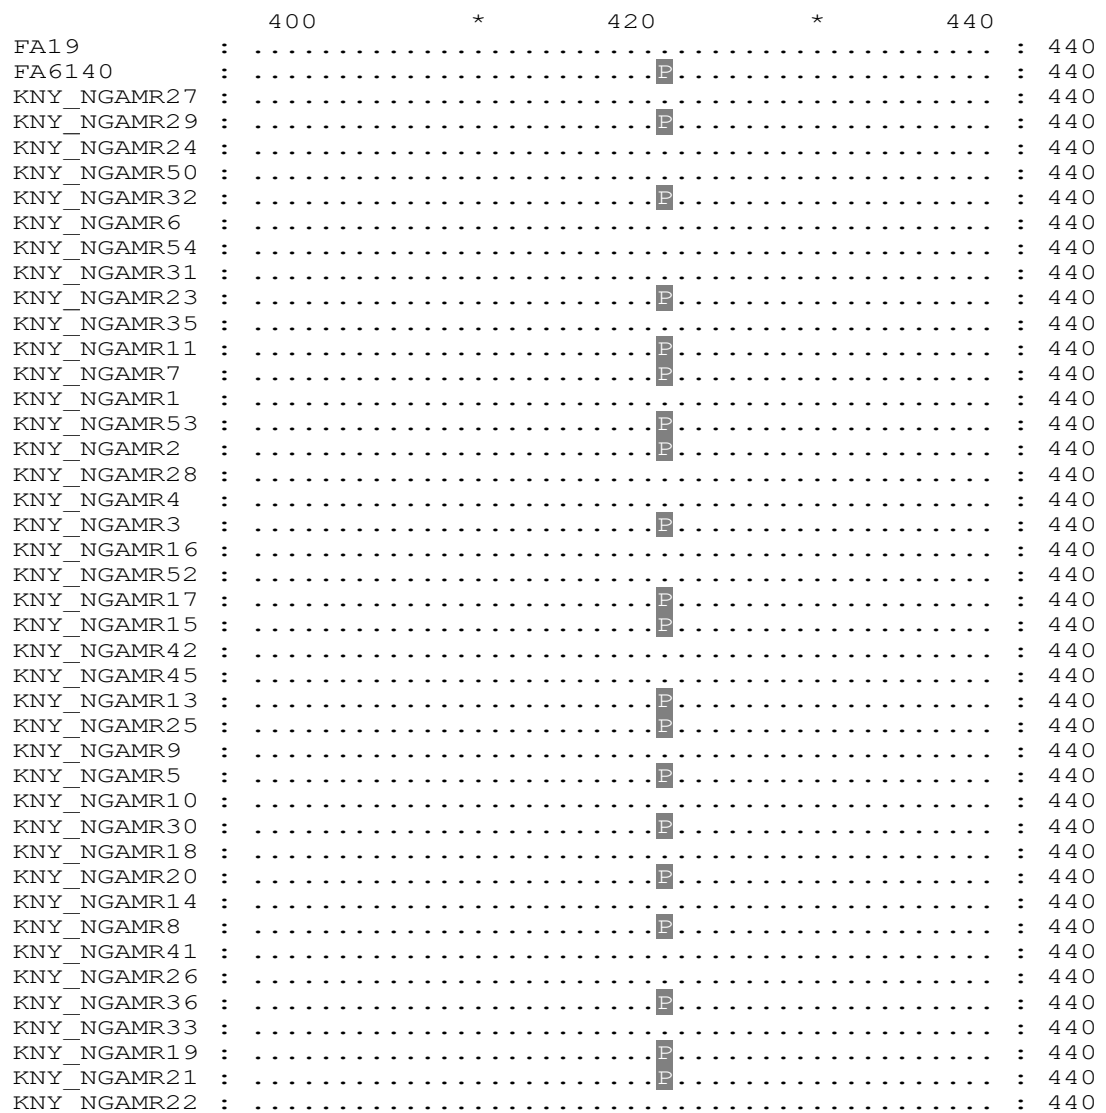 400 * 420 * 440
FA19 : ............................................ : 440
FA6140 : ........................P................... : 440
KNY_NGAMR27 : ............................................ : 440
KNY_NGAMR29 : ........................P................... : 440
KNY_NGAMR24 : ............................................ : 440
KNY_NGAMR50 : ............................................ : 440
KNY_NGAMR32 : ........................P................... : 440
KNY_NGAMR6 : ............................................ : 440
KNY_NGAMR54 : ............................................ : 440
KNY_NGAMR31 : ............................................ : 440
KNY_NGAMR23 : ........................P................... : 440
KNY_NGAMR35 : ............................................ : 440
KNY_NGAMR11 : ........................P................... : 440
KNY_NGAMR7 : ........................P................... : 440
KNY_NGAMR1 : ............................................ : 440
KNY_NGAMR53 : ........................P................... : 440
KNY_NGAMR2 : ........................P................... : 440
KNY_NGAMR28 : ............................................ : 440
KNY_NGAMR4 : ............................................ : 440
KNY_NGAMR3 : ........................P................... : 440
KNY_NGAMR16 : ............................................ : 440
KNY_NGAMR52 : ............................................ : 440
KNY_NGAMR17 : ........................P................... : 440
KNY_NGAMR15 : ........................P................... : 440
KNY_NGAMR42 : ............................................ : 440
KNY_NGAMR45 : ............................................ : 440
KNY_NGAMR13 : ........................P................... : 440
KNY_NGAMR25 : ........................P................... : 440
KNY_NGAMR9 : ............................................ : 440
KNY_NGAMR5 : ........................P................... : 440
KNY_NGAMR10 : ............................................ : 440
KNY_NGAMR30 : ........................P................... : 440
KNY_NGAMR18 : ............................................ : 440
KNY_NGAMR20 : ........................P................... : 440
KNY_NGAMR14 : ............................................ : 440
KNY_NGAMR8 : ........................P................... : 440
KNY_NGAMR41 : ............................................ : 440
KNY_NGAMR26 : ............................................ : 440
KNY_NGAMR36 : ........................P................... : 440
KNY_NGAMR33 : ............................................ : 440
KNY_NGAMR19 : ........................P................... : 440
KNY_NGAMR21 : ........................P................... : 440
KNY_NGAMR22 : ............................................ : 440